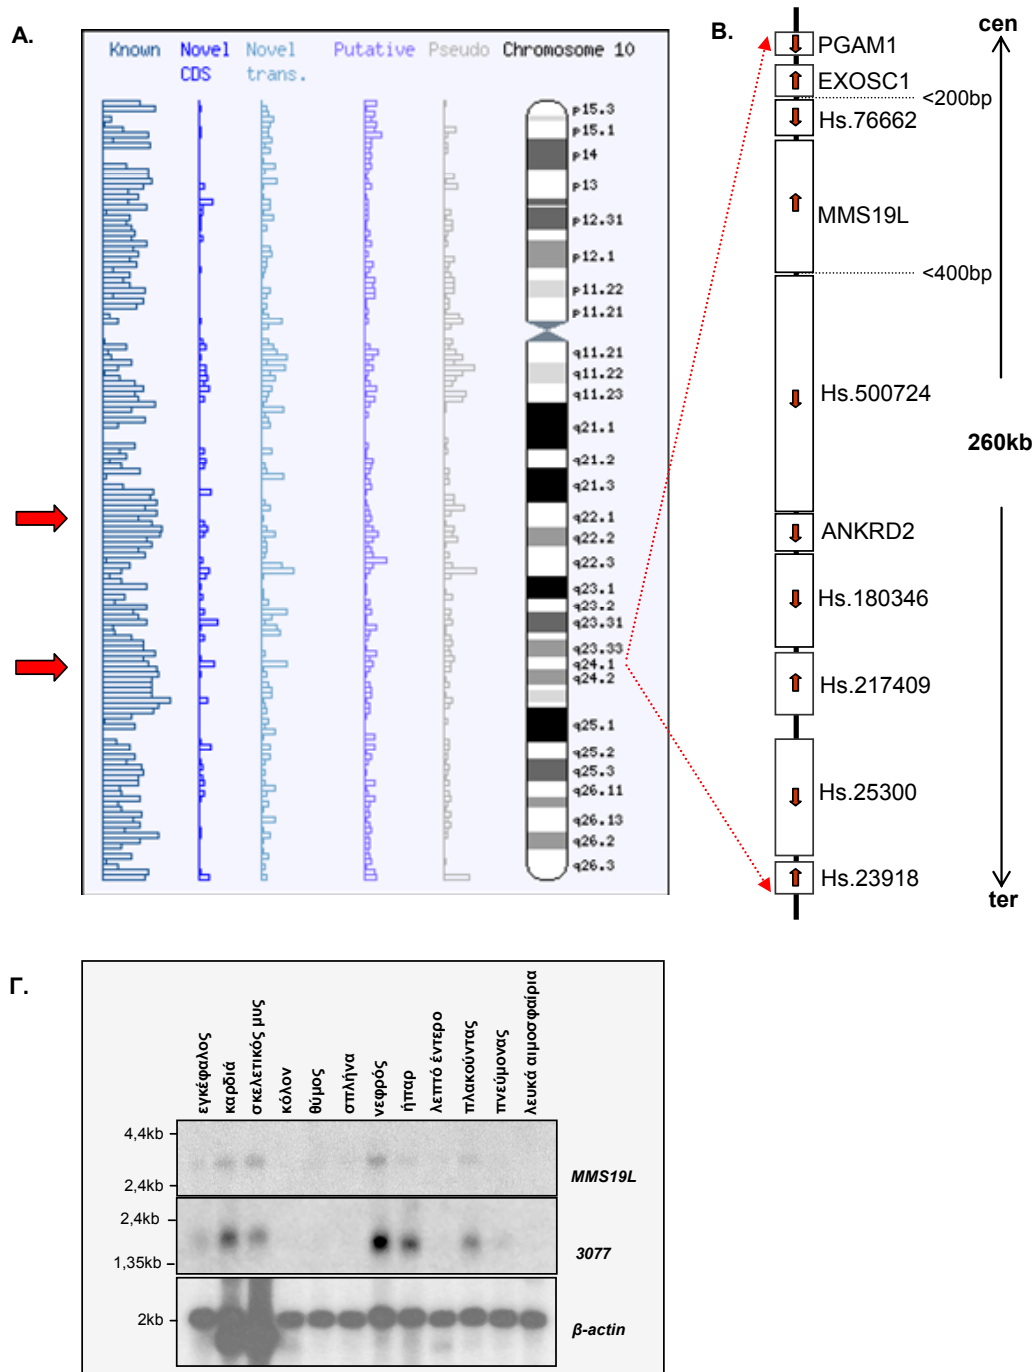 A.
Known Novel CDS Novel trans. Putative Pseudo Chromosome 10
p15.3
p15.1
p14
p13
p12.31
p12.1
p11.22
p11.21
q11.21
q11.22
q11.23
q21.1
q21.2
q21.3
q22.1
q22.2
q22.3
q23.1
q23.2
q23.31
q23.33
q24.1
q24.2
q25.1
q25.2
q25.3
q26.11
q26.13
q26.2
q26.3
B.
cen
PGAM1
EXOSC1
<200bp
Hs.76662
MMS19L
<400bp
Hs.500724
260kb
ANKRD2
Hs.180346
Hs.217409
Hs.25300
Hs.23918
ter
Γ.
εγκέφαλος
καρδιά
σκελετικός μυς
κόλον
θύμος
σπλήνα
νεφρός
ήπαρ
λεπτό έντερο
πλακούντας
πνεύμονας
λευκά αιμοσφαίρια
4,4kb
2,4kb
MMS19L
2,4kb
1,35kb
3077
2kb
β-actin